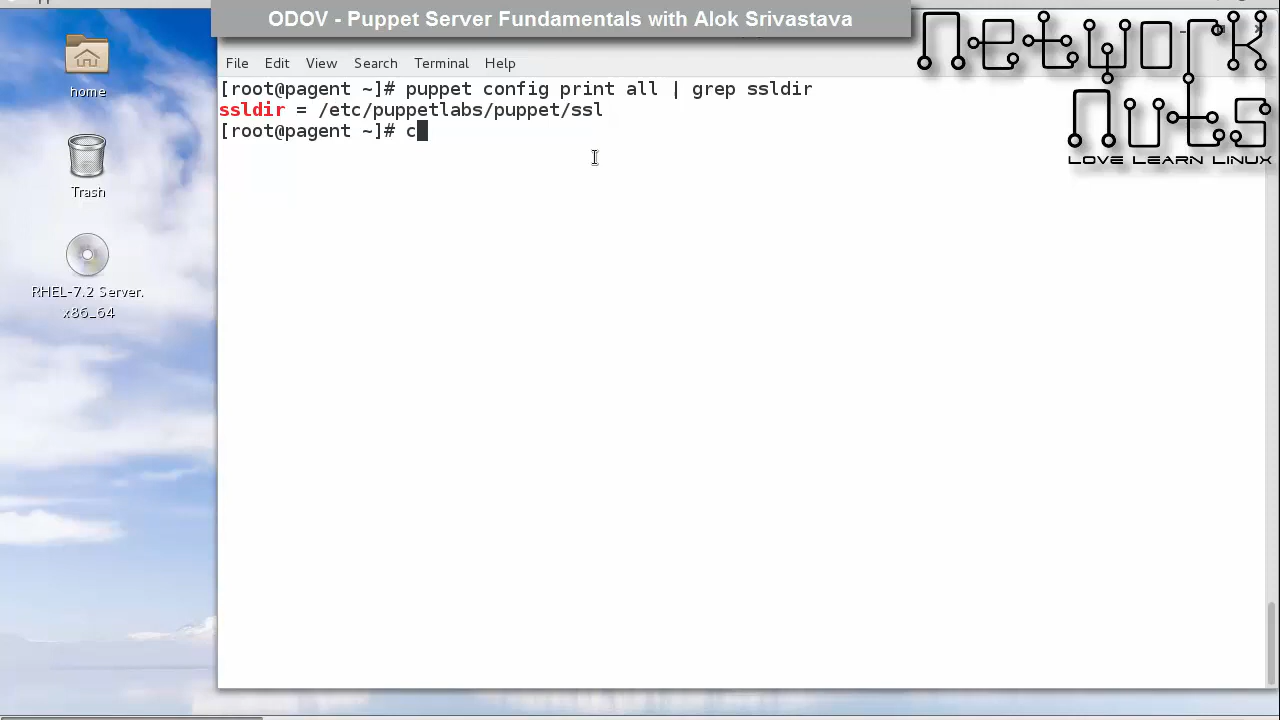 ODOV - Puppet Server Fundamentals with Alok Srivastava
Network
Nuts
LOVE LEARN LINUX
File Edit View Search Terminal Help
[root@pagent ~]# puppet config print all | grep ssldir
ssldir = /etc/puppetlabs/puppet/ssl
[root@pagent ~]# c
home
Trash
RHEL-7.2 Server.
x86_64